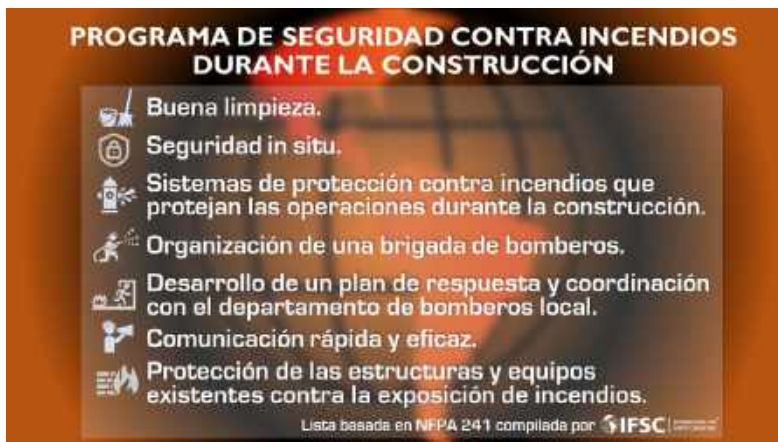 PROGRAMA DE SEGURIDAD CONTRA INCENDIOS
DURANTE LA CONSTRUCCIÓN
Buena limpieza.
Seguridad in situ.
Sistemas de protección contra incendios que
protejan las operaciones durante la construcción.
Organización de una brigada de bomberos.
Desarrollo de un plan de respuesta y coordinación
con el departamento de bomberos local.
Comunicación rápida y eficaz.
Protección de las estructuras y equipos
existentes contra la exposición de incendios.
Lista basada en NFPA 241 compilada por IFSC